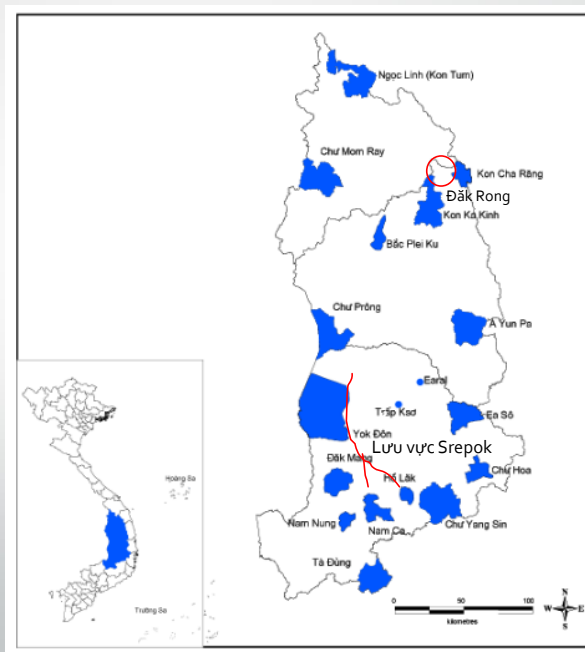 Ngọc Linh (Kon Tum)
Chư Mom Ray
Kon Cha Răng
Đăk Rong
Kon Ka Kinh
Bắc Plei Ku
Chư Prông
A Yun Pa
Earal
Trấp Ksơ
Ea Sô
Yok Đôn
Lưu vực Srepok
Đăk Mang
Hồ Lăk
Chư Hoa
Nam Nung
Nam Ca
Chư Yang Sin
Tà Đùng
Hoàng Sa
Trường Sa
0 50 100
kilometres
N
W E
S